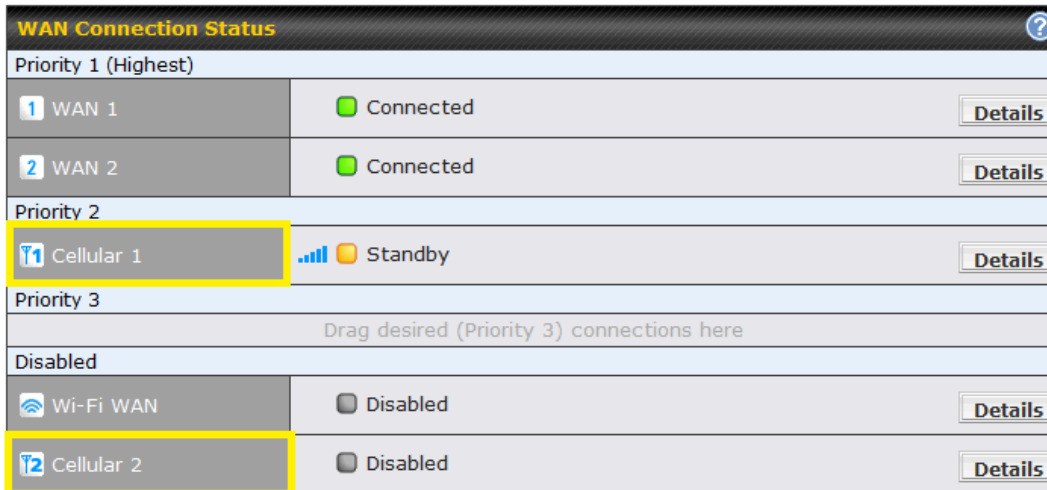 WAN Connection Status ?
Priority 1 (Highest)
1 WAN 1 Connected Details
2 WAN 2 Connected Details
Priority 2
1 Cellular 1 Standby Details
Priority 3
Drag desired (Priority 3) connections here
Disabled
Wi-Fi WAN Disabled Details
2 Cellular 2 Disabled Details